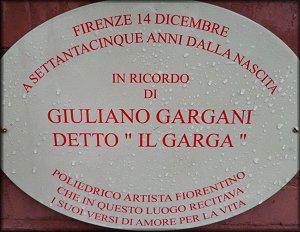 FIRENZE 14 DICEMBRE
A SETTANTACINQUE ANNI DALLA NASCITA
IN RICORDO
DI
GIULIANO GARGANI
DETTO " IL GARGA "
POLIEDRICO ARTISTA FIORENTINO
CHE IN QUESTO LUOGO RECITAVA
I SUOI VERSI DI AMORE PER LA VITA